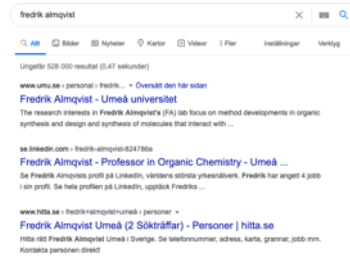 fredrik almqvist
Allt Bilder Nyheter Kartor Videor Fler Inställningar Verktyg
Ungefär 528 000 resultat (0,47 sekunder)
www.umu.se › personal › fredrik... Översätt den här sidan
Fredrik Almqvist - Umeå universitet
The research interests in Fredrik Almqvist's (FA) lab focus on method developments in organic
synthesis and design and synthesis of molecules that interact with ...
se.linkedin.com › fredrik-almqvist-824786a
Fredrik Almqvist - Professor in Organic Chemistry - Umeå ...
Se Fredrik Almqvists profil på LinkedIn, världens största yrkesnätverk. Fredrik har angett 4 jobb
i sin profil. Se hela profilen på LinkedIn, upptäck Fredriks ...
www.hitta.se › fredrik+almqvist+umeå › personer
Fredrik Almqvist Umeå (2 Sökträffar) - Personer | hitta.se
Hitta rätt Fredrik Almqvist Umeå i Sverige. Se telefonnummer, adress, karta, grannar, jobb mm.
Kontakta personen direkt!